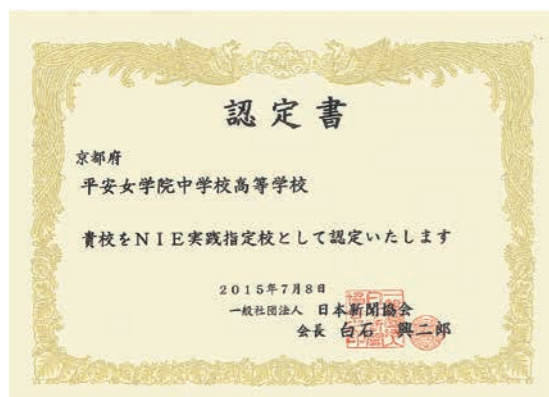 認定書
京都府
平安女学院中学校高等学校
貴校をNIE実践指定校として認定いたします
2015年7月8日
一般社団法人 日本新聞協会
会長 白石 興二郎